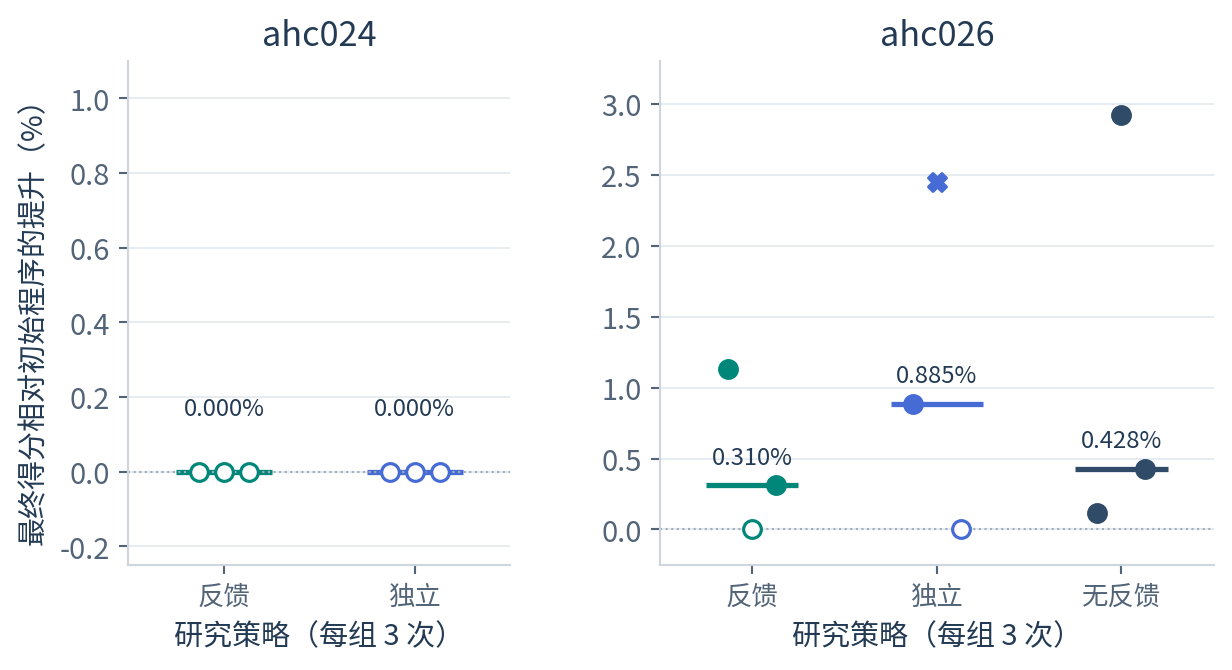 ahc024
最终得分相对初始程序的提升（%）
1.0
0.8
0.6
0.4
0.2
0.0
-0.2
0.000%
0.000%
反馈
独立
研究策略（每组 3 次）
ahc026
3.0
2.5
2.0
1.5
1.0
0.5
0.0
0.310%
0.885%
0.428%
反馈
独立
无反馈
研究策略（每组 3 次）